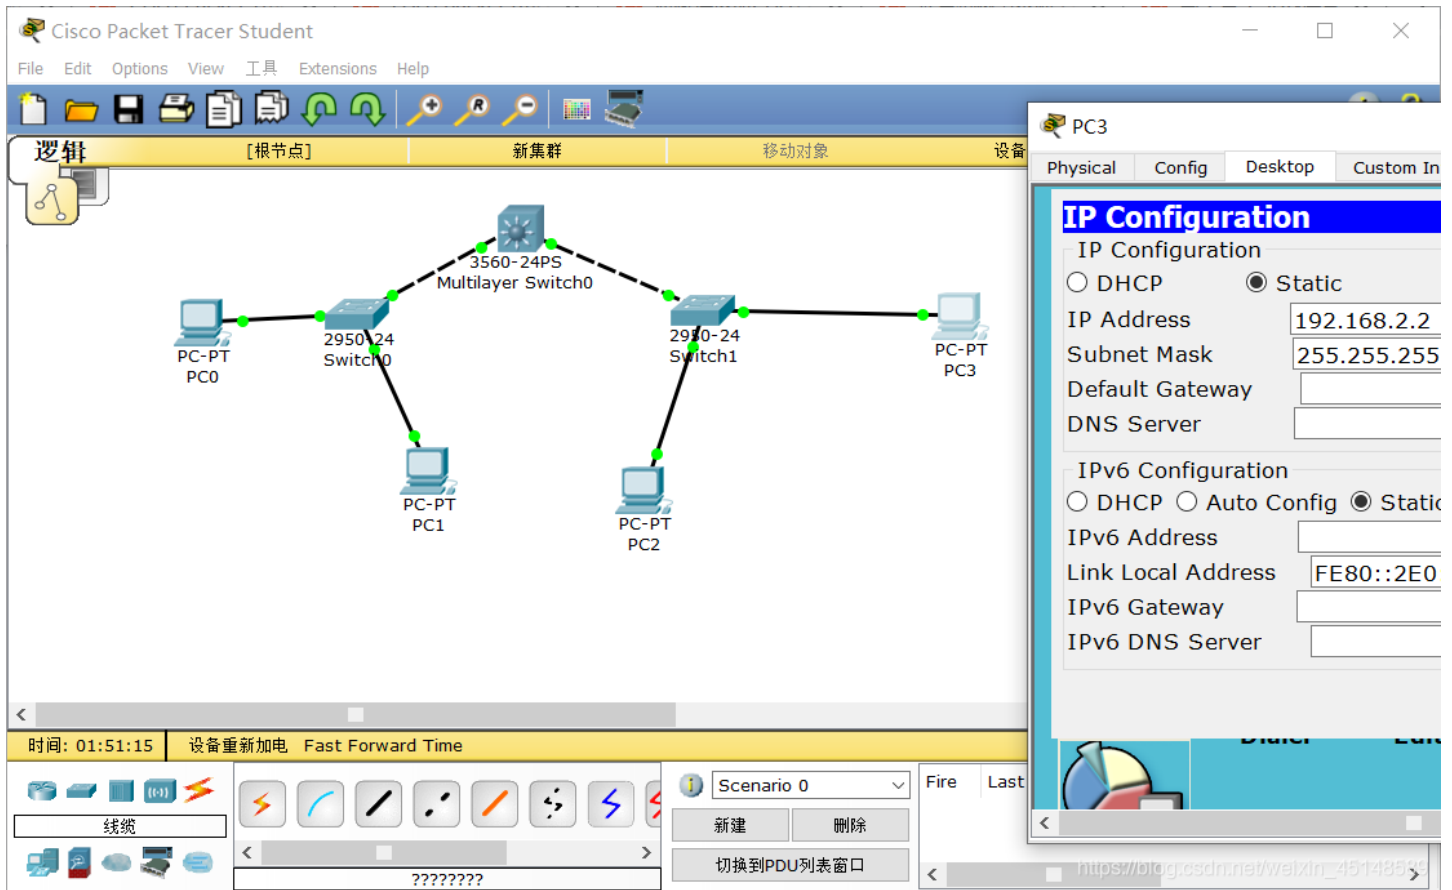 Cisco Packet Tracer Student
File Edit Options View 工具 Extensions Help
逻辑 [根节点] 新集群 移动对象 设备
3560-24PS
Multilayer Switch0
2950-24
Switch0
2950-24
Switch1
PC-PT
PC0
PC-PT
PC3
PC-PT
PC1
PC-PT
PC2
PC3
Physical Config Desktop Custom In
IP Configuration
IP Configuration
DHCP Static
IP Address 192.168.2.2
Subnet Mask 255.255.255
Default Gateway
DNS Server
IPv6 Configuration
DHCP Auto Config Static
IPv6 Address
Link Local Address FE80::2E0
IPv6 Gateway
IPv6 DNS Server
时间: 01:51:15 设备重新加电 Fast Forward Time
线缆
????????
Scenario 0
新建 删除
切换到PDU列表窗口
Fire Last